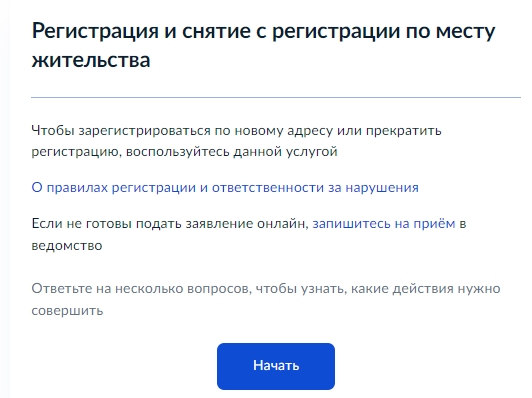 Регистрация и снятие с регистрации по месту
жительства
Чтобы зарегистрироваться по новому адресу или прекратить
регистрацию, воспользуйтесь данной услугой
О правилах регистрации и ответственности за нарушения
Если не готовы подать заявление онлайн, запишитесь на приём в
ведомство
Ответьте на несколько вопросов, чтобы узнать, какие действия нужно
совершить
Начать